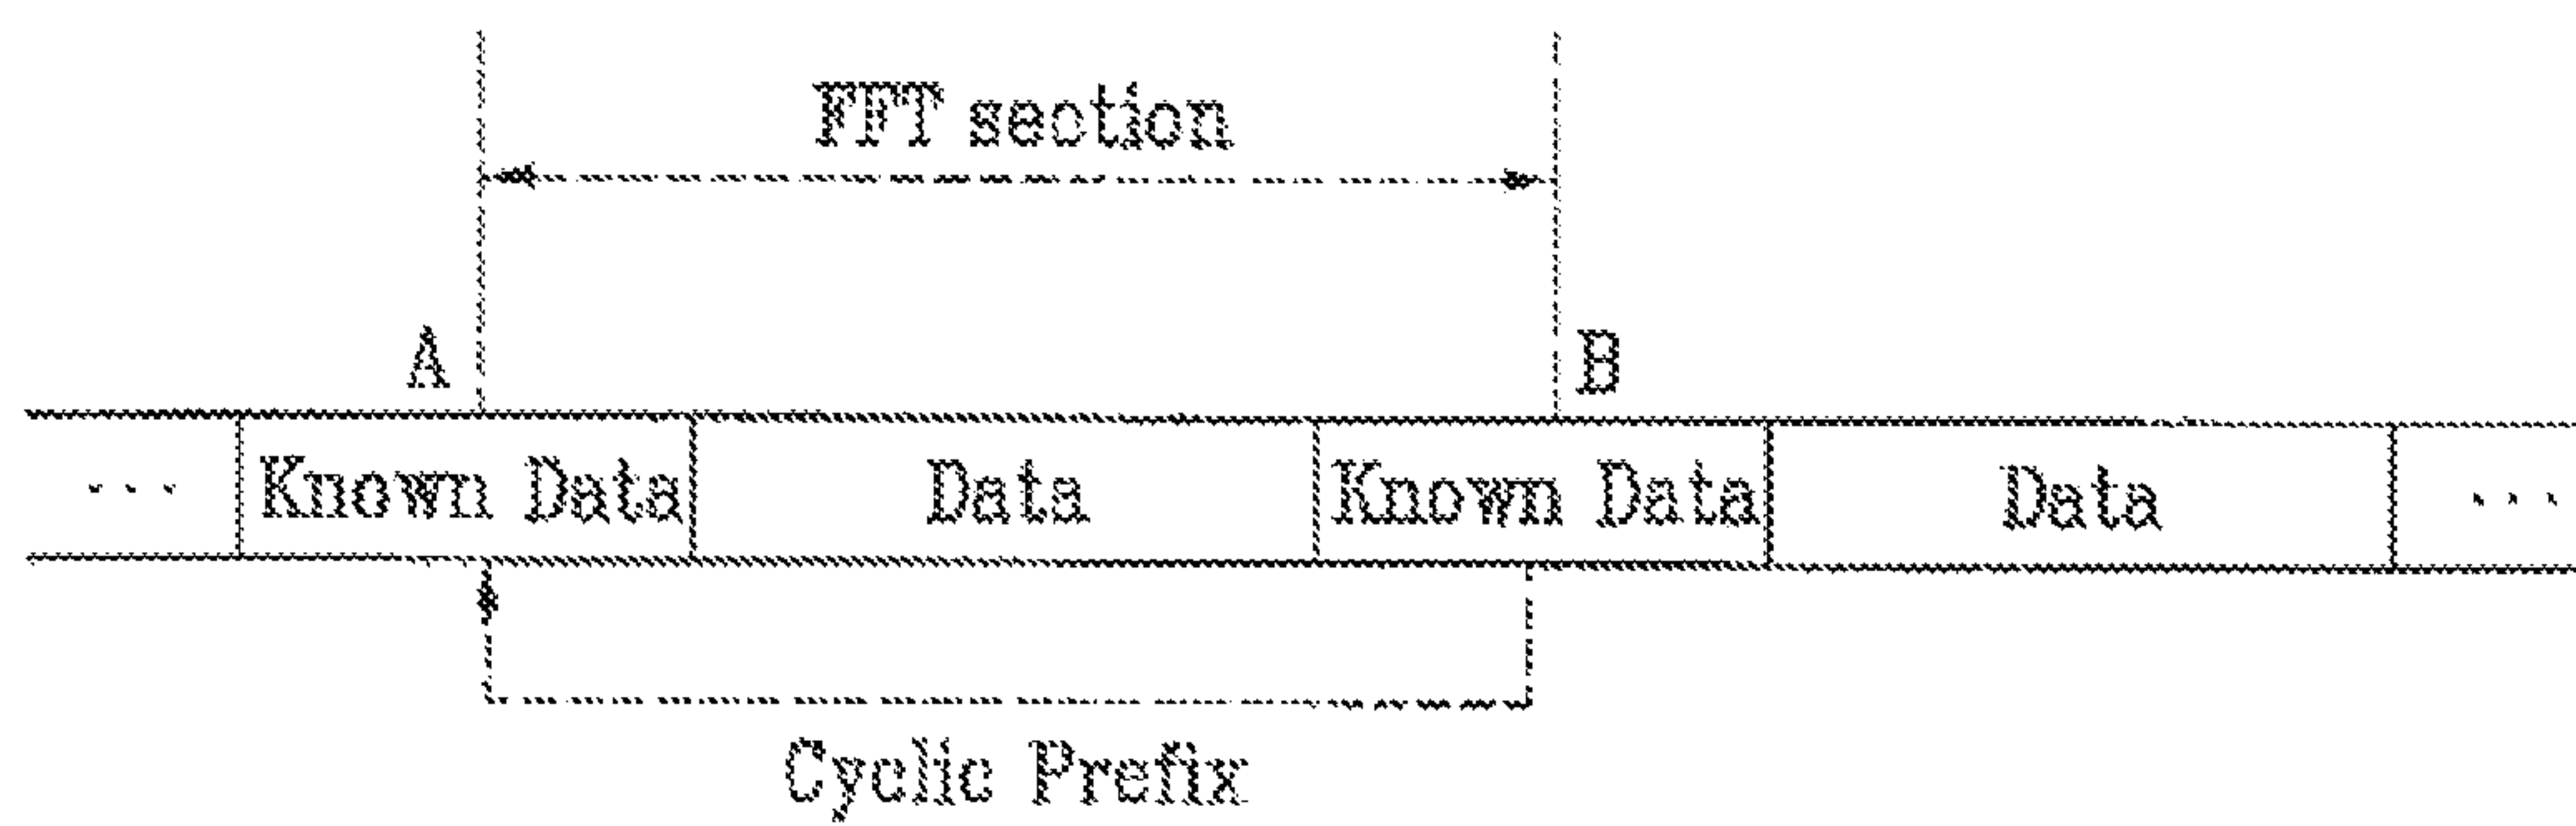 FFT section
A B
... Known Data Data Known Data Data ...
Cyclic Prefix